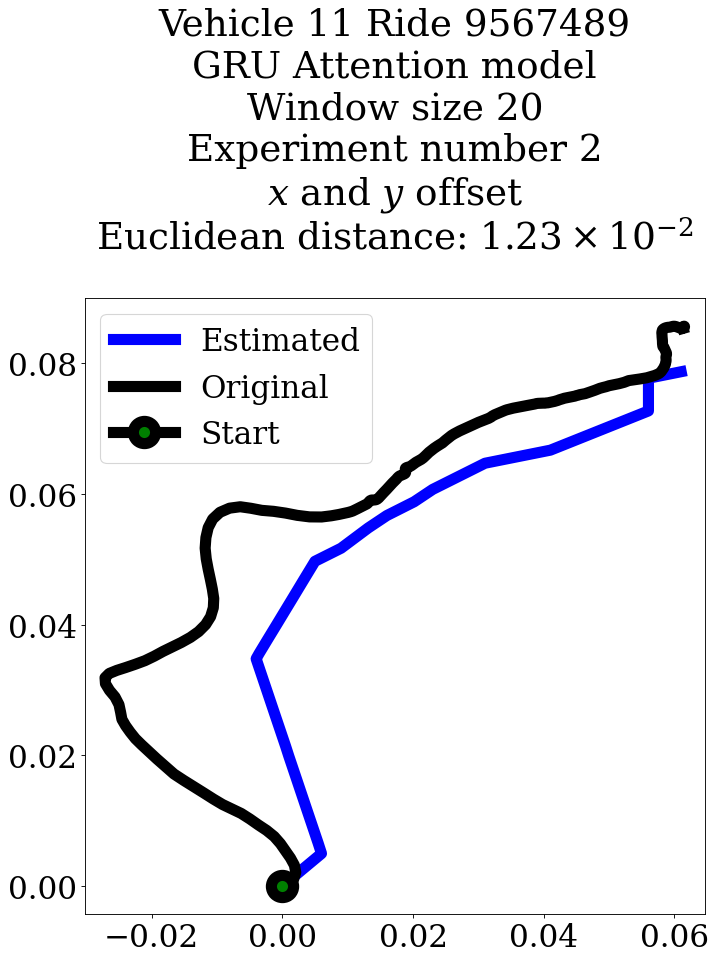 Vehicle 11 Ride 9567489
GRU Attention model
Window size 20
Experiment number 2
x and y offset
Euclidean distance: 1.23 × 10⁻²
Estimated
Original
Start
0.08
0.06
0.04
0.02
0.00
−0.02 0.00 0.02 0.04 0.06